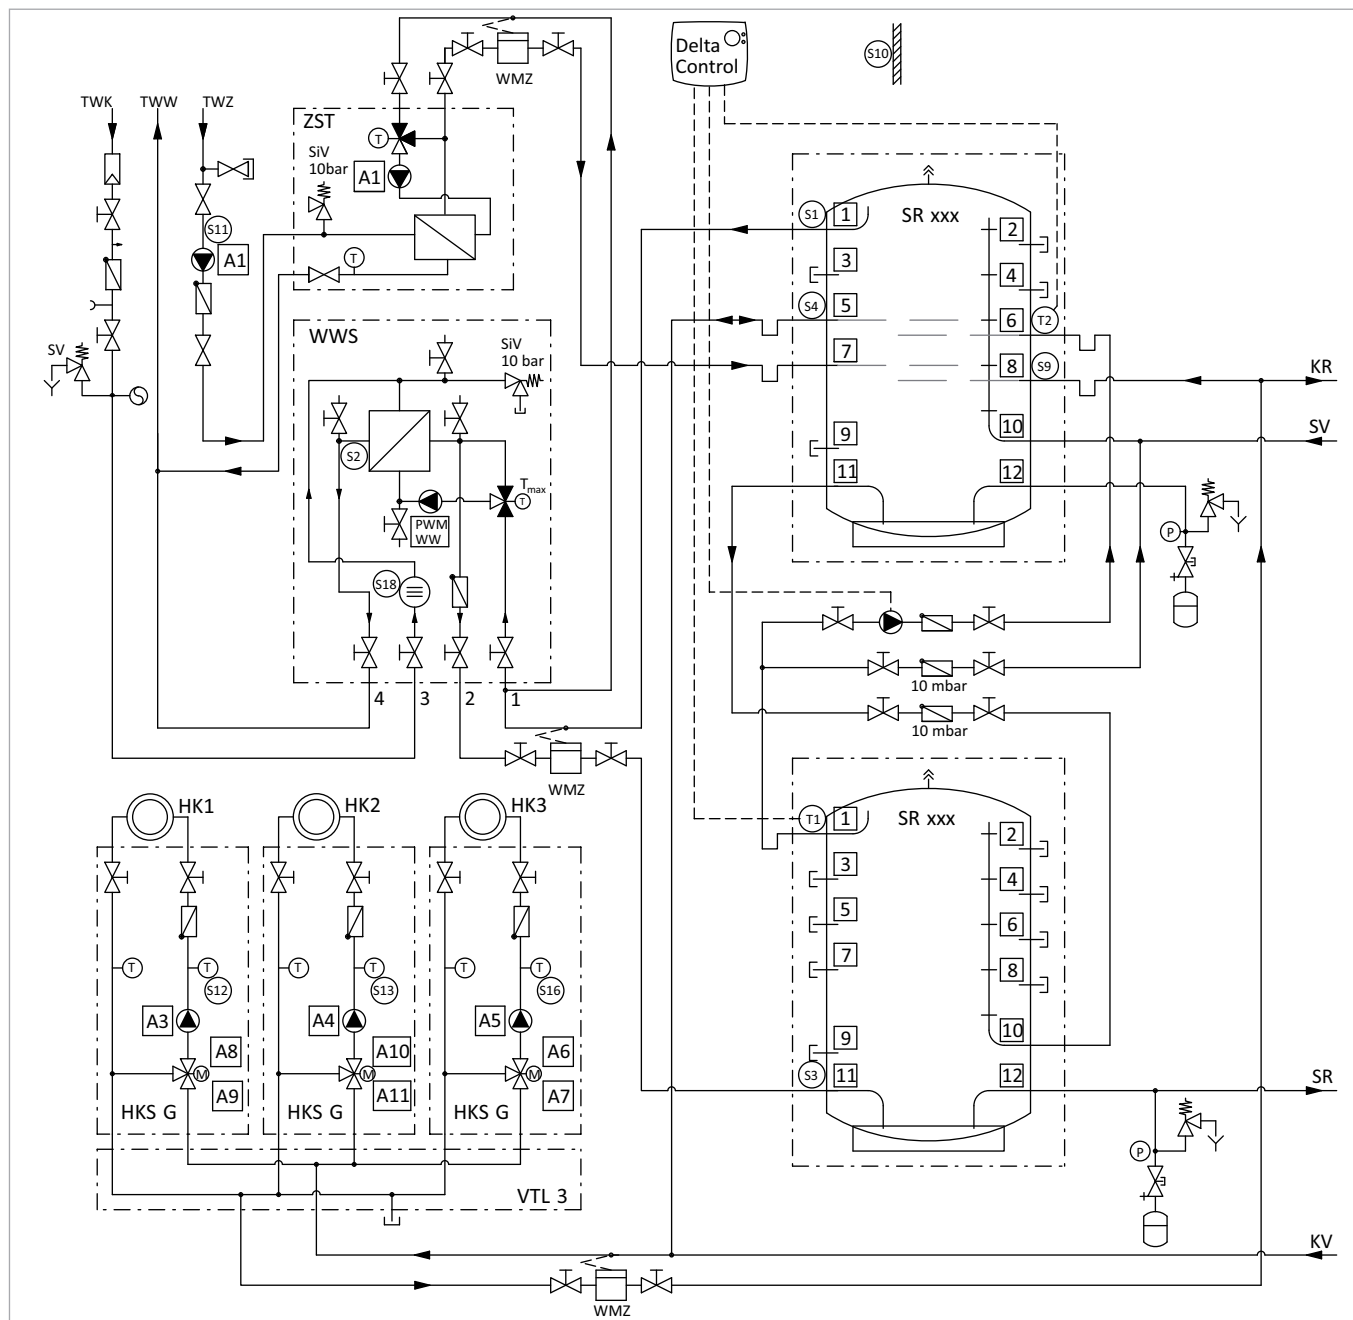 Delta
Control
S10
WMZ
TWK
TWW
TWZ
ZST
T
SiV
10bar
A1
S11
A1
T
WWS
SiV
10 bar
SV
S2
T max
T
PWM
WW
S18
4
3
2
1
WMZ
S1
1
SR xxx
2
3
4
S4
5
6
T2
7
8
S9
9
10
11
12
KR
SV
P
10 mbar
10 mbar
T1
1
SR xxx
2
3
4
5
6
7
8
9
10
S3
11
12
SR
P
HK1
HK2
HK3
T
T
S12
T
T
S13
T
T
S16
A3
A4
A5
A8
M
A9
A10
M
A11
A6
M
A7
HKS G
HKS G
HKS G
VTL 3
KV
WMZ